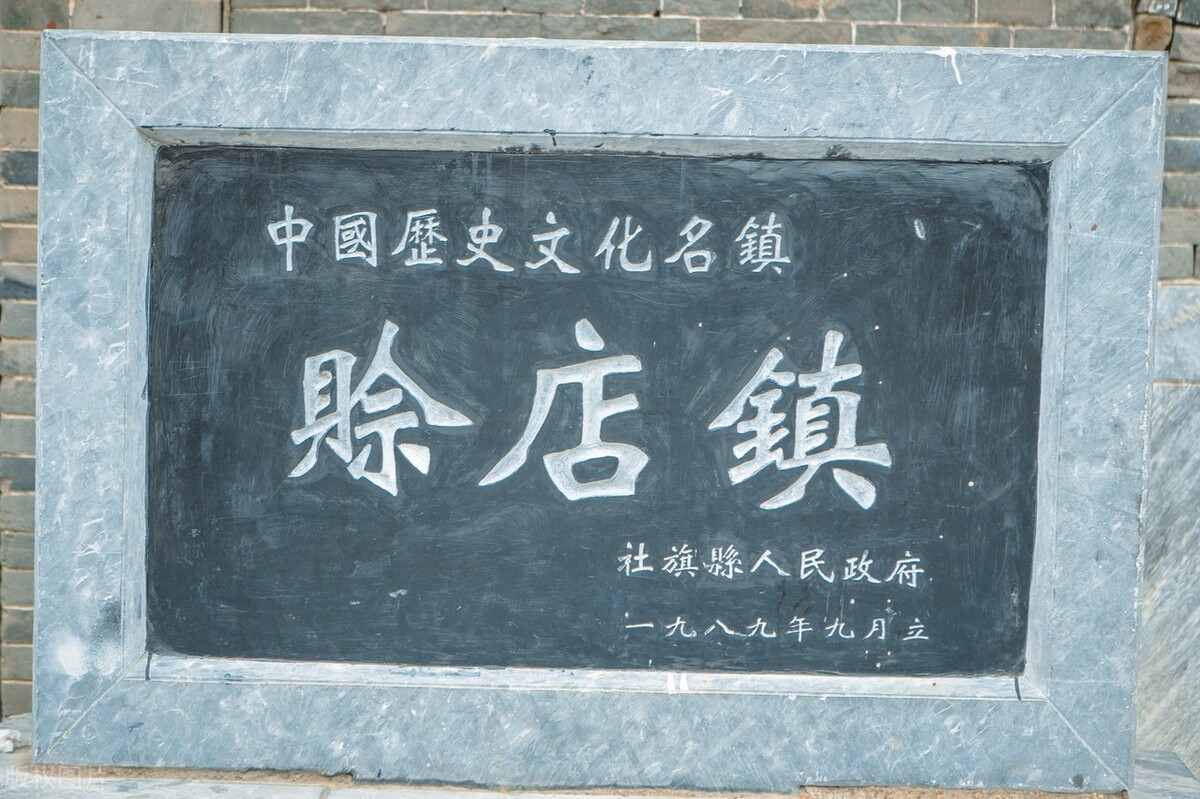 中國歷史文化名鎮
賒店鎮
社旗縣人民政府
一九八九年九月立